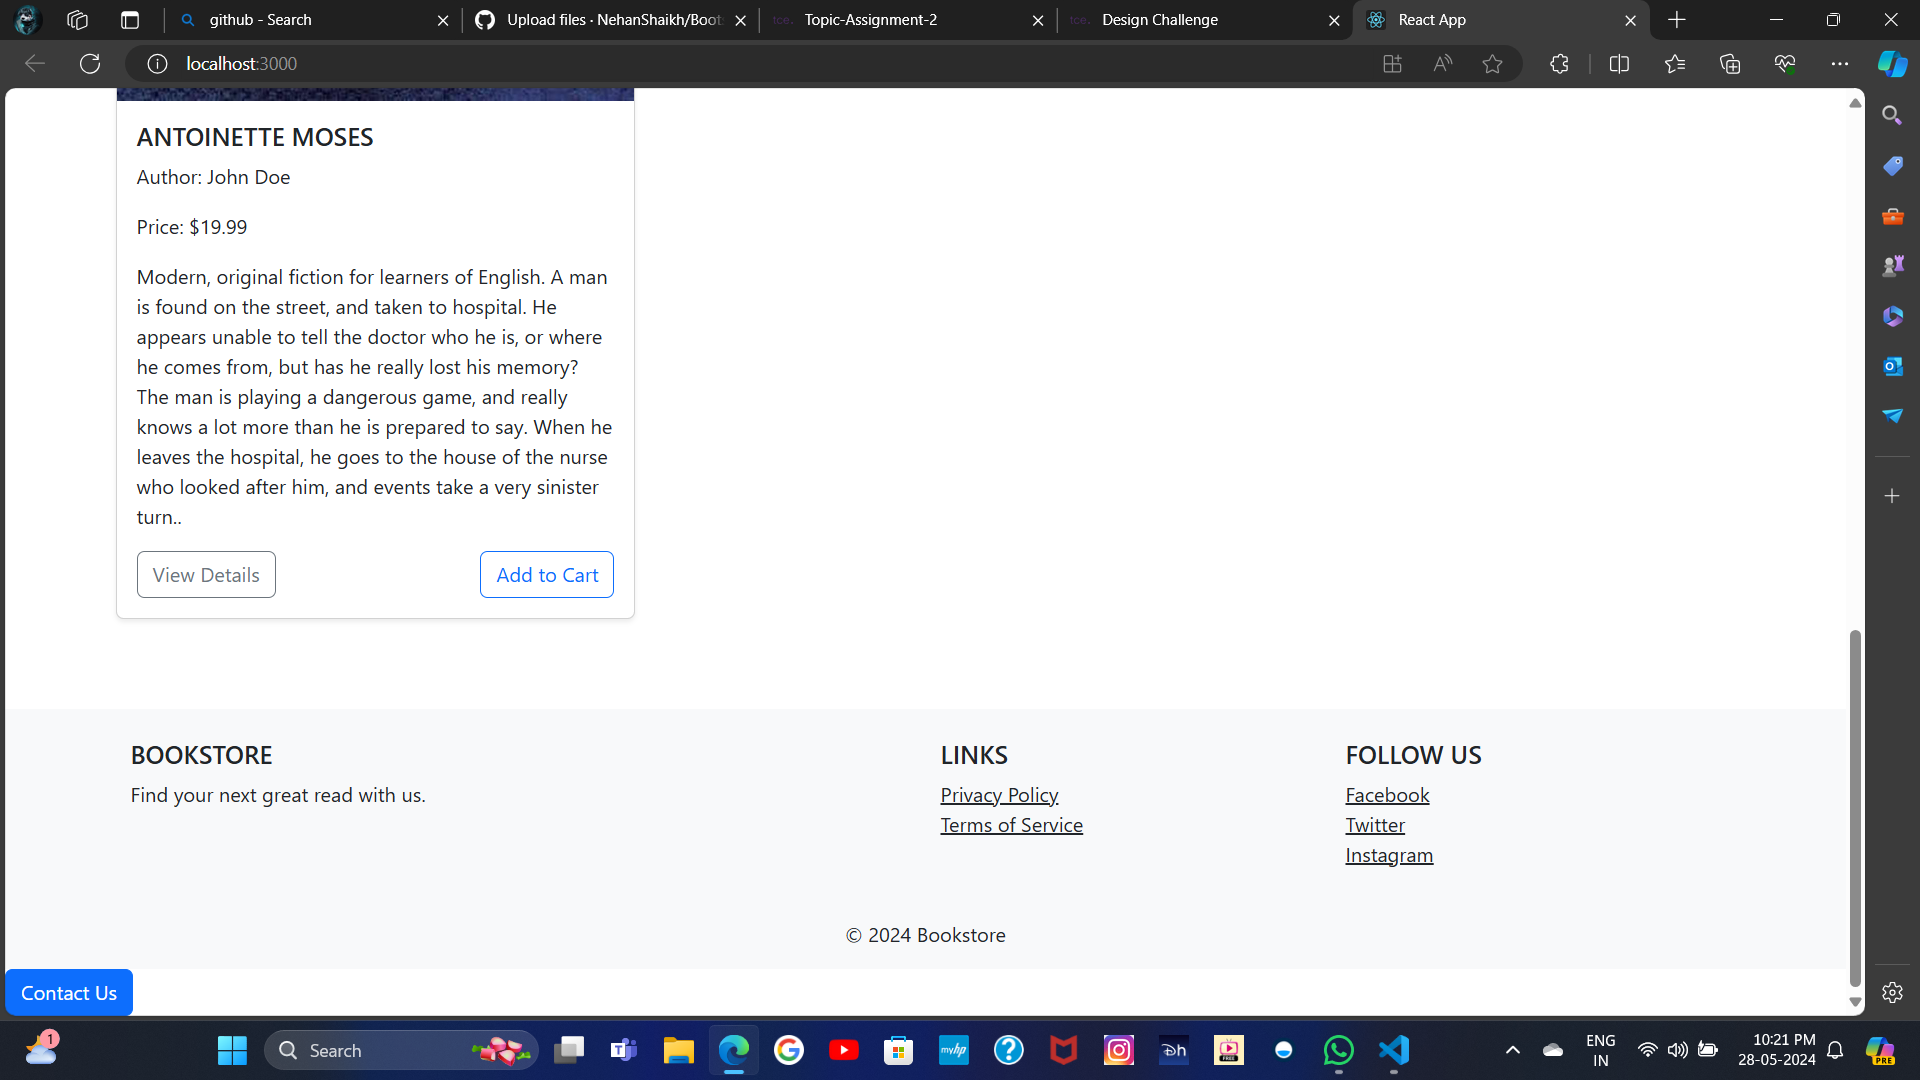 github - Search
Upload files · NehanShaikh/Boot
tce. Topic-Assignment-2
tce. Design Challenge
React App
localhost:3000
ANTOINETTE MOSES
Author: John Doe
Price: $19.99
Modern, original fiction for learners of English. A man
is found on the street, and taken to hospital. He
appears unable to tell the doctor who he is, or where
he comes from, but has he really lost his memory?
The man is playing a dangerous game, and really
knows a lot more than he is prepared to say. When he
leaves the hospital, he goes to the house of the nurse
who looked after him, and events take a very sinister
turn..
View Details
Add to Cart
BOOKSTORE
Find your next great read with us.
LINKS
Privacy Policy
Terms of Service
FOLLOW US
Facebook
Twitter
Instagram
© 2024 Bookstore
Contact Us
1
Search
myhp
Dh
FREE
ENG
IN
10:21 PM
28-05-2024
PRE